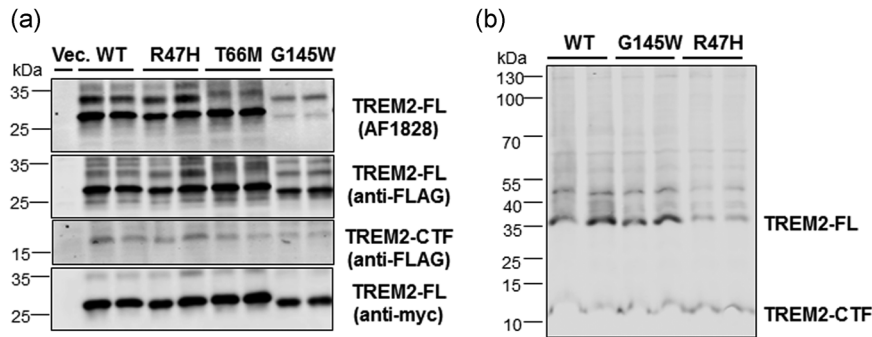 (a)
Vec. WT R47H T66M G145W
kDa
35
25
TREM2-FL
(AF1828)
35
25
TREM2-FL
(anti-FLAG)
15
TREM2-CTF
(anti-FLAG)
35
25
TREM2-FL
(anti-myc)
(b)
WT G145W R47H
kDa
130
100
70
55
40
35
25
15
10
TREM2-FL
TREM2-CTF